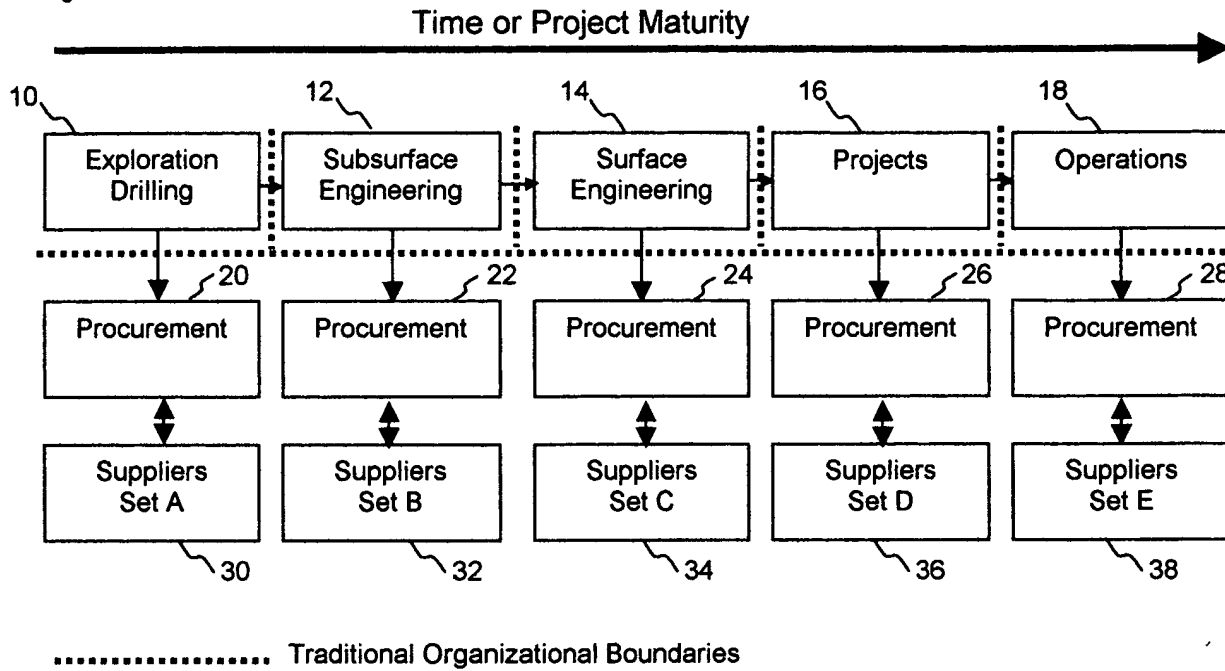 Time or Project Maturity
10
12
14
16
18
Exploration
Drilling
Subsurface
Engineering
Surface
Engineering
Projects
Operations
20
22
24
26
28
Procurement
Procurement
Procurement
Procurement
Procurement
Suppliers
Set A
Suppliers
Set B
Suppliers
Set C
Suppliers
Set D
Suppliers
Set E
30
32
34
36
38
Traditional Organizational Boundaries